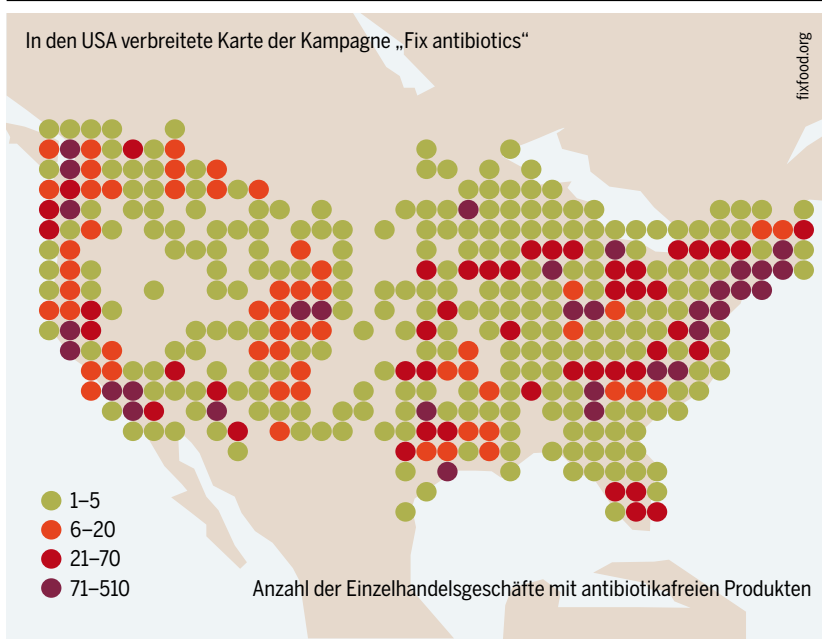 In den USA verbreitete Karte der Kampagne „Fix antibiotics“
fixfood.org
1–5
6–20
21–70
71–510
Anzahl der Einzelhandelsgeschäfte mit antibiotikafreien Produkten